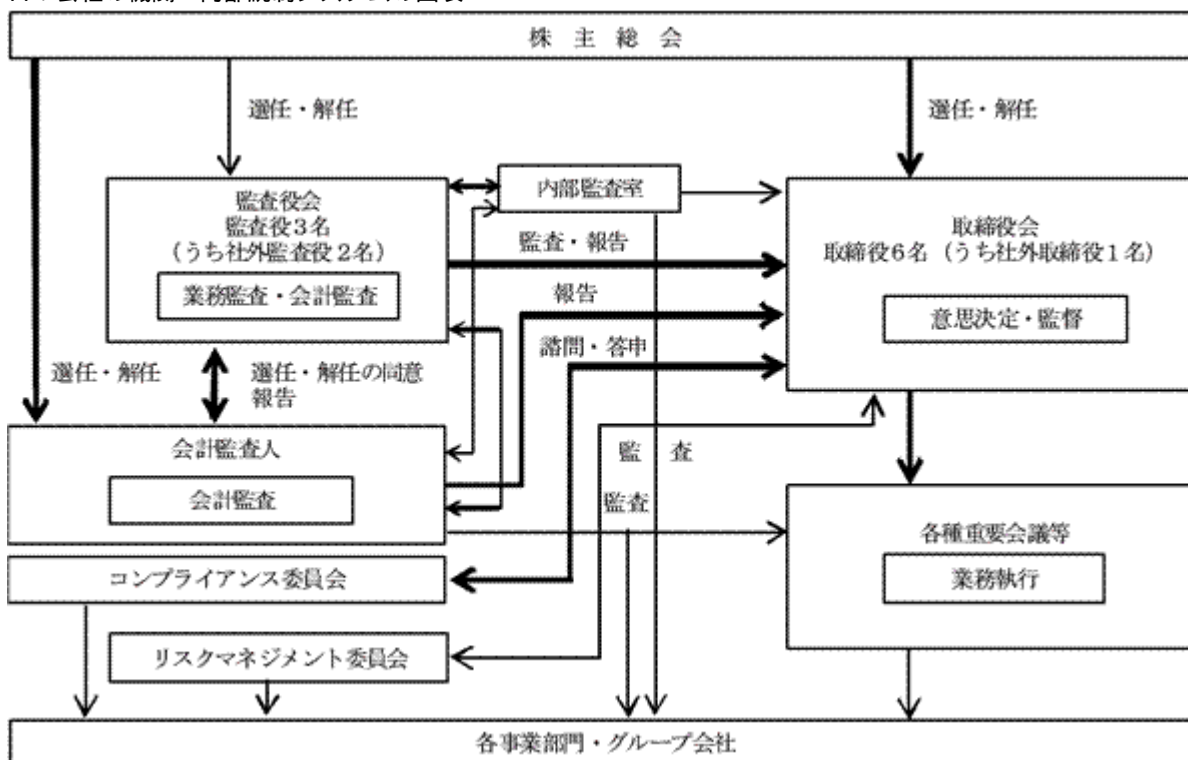 株主総会
選任・解任
選任・解任
監査役会
監査役3名
(うち社外監査役2名)
業務監査・会計監査
内部監査室
取締役会
取締役6名 (うち社外取締役1名)
意思決定・監督
監査・報告
報告
諮問・答申
選任・解任
選任・解任の同意
報告
会計監査人
会計監査
監 査
監査
各種重要会議等
業務執行
コンプライアンス委員会
リスクマネジメント委員会
各事業部門・グループ会社